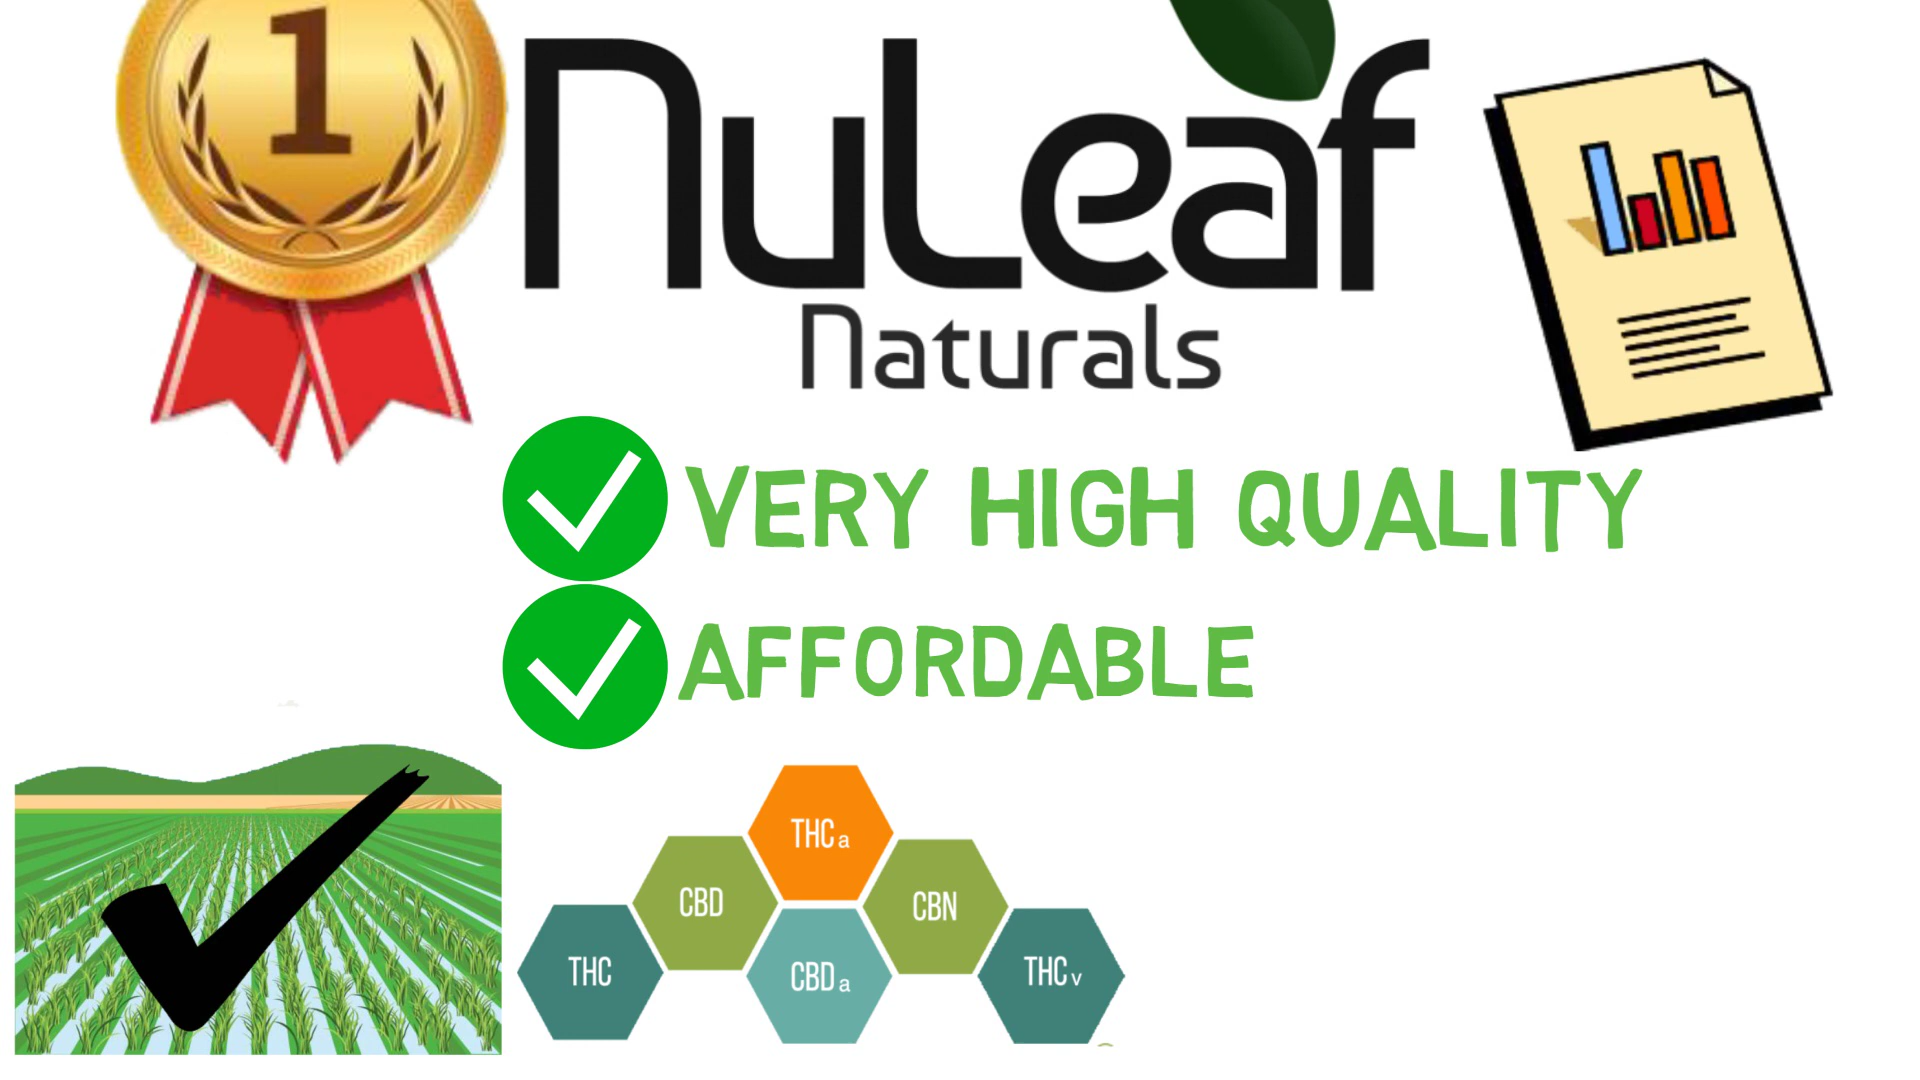 1
NuLeaf
Naturals
VERY HIGH QUALITY
AFFORDABLE
THCa
CBD
CBN
THC
CBDa
THCv